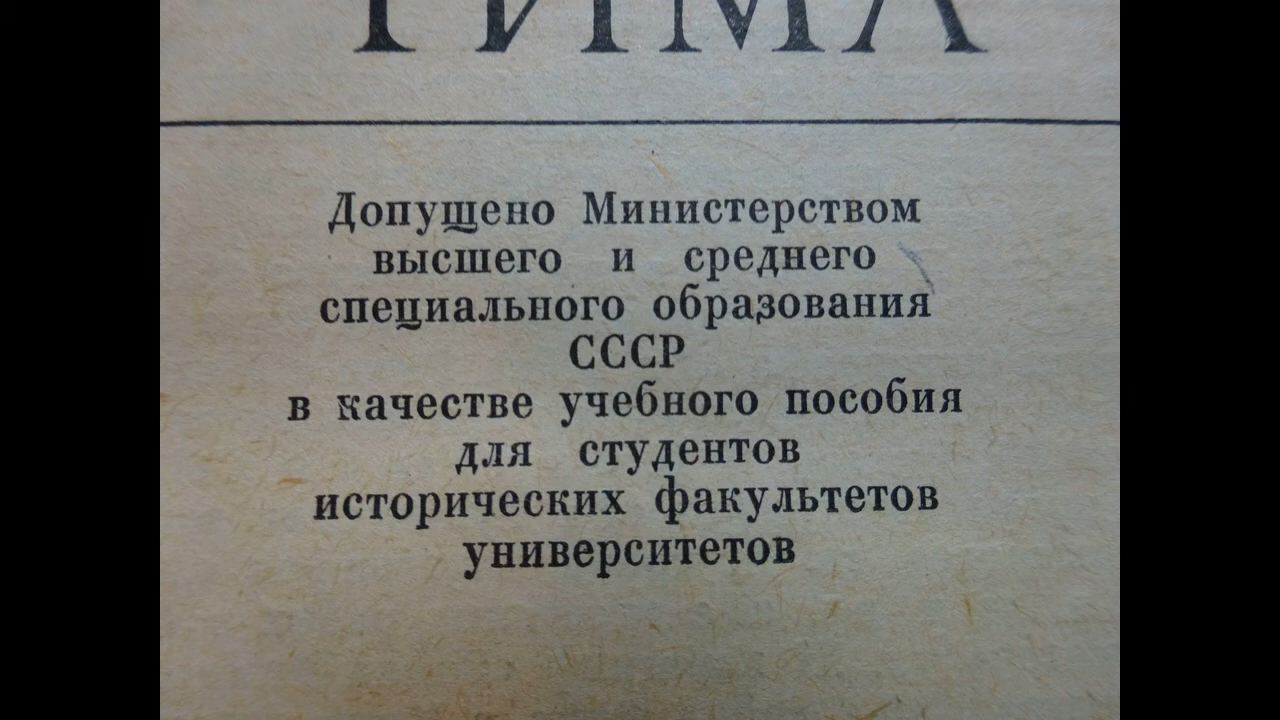 Допущено Министерством
высшего и среднего
специального образования
СССР
в качестве учебного пособия
для студентов
исторических факультетов
университетов